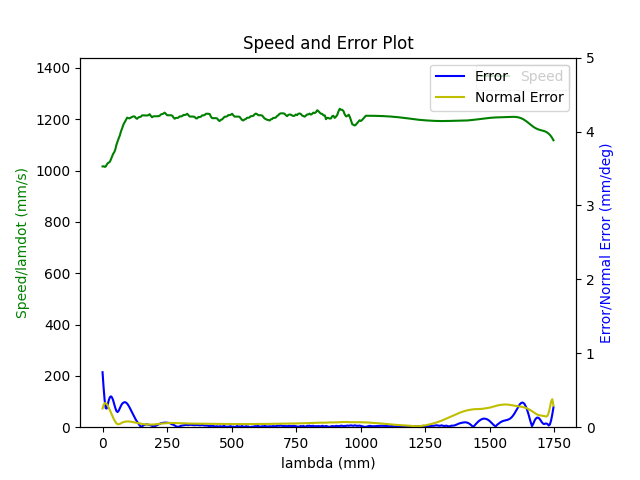 Speed and Error Plot
1400
1200
1000
800
600
400
200
0
Speed/lamdot (mm/s)
Error
Speed
Normal Error
5
4
3
2
1
0
Error/Normal Error (mm/deg)
0 250 500 750 1000 1250 1500 1750
lambda (mm)